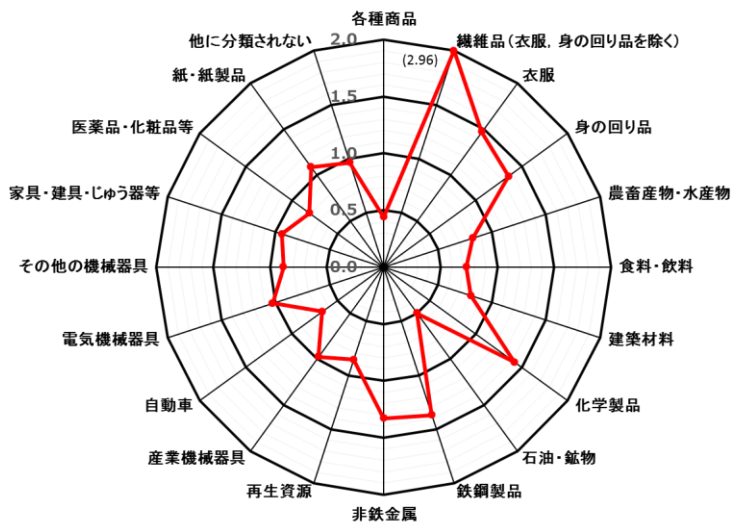 各種商品
繊維品（衣服，身の回り品を除く）
衣服
身の回り品
農畜産物・水産物
食料・飲料
建築材料
化学製品
石油・鉱物
鉄鋼製品
非鉄金属
再生資源
産業機械器具
自動車
電気機械器具
その他の機械器具
家具・建具・じゅう器等
医薬品・化粧品等
紙・紙製品
他に分類されない
2.0
(2.96)
1.5
1.0
0.5
0.0